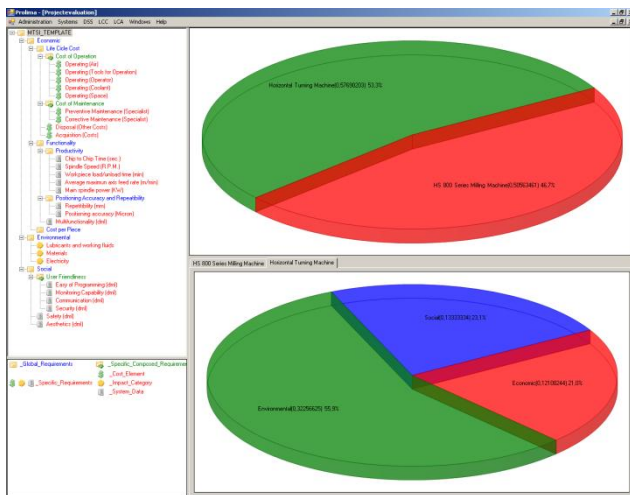 Prolima - [Projectevaluation]
Administration Systems DSS LCC LCA Windows Help
MTSI_TEMPLATE
Economic
Life Cicle Cost
Cost of Operation
Operating (Air)
Operating (Tools for Operation)
Operating (Operator)
Operating (Coolant)
Operating (Space)
Cost of Maintenance
Preventive Maintenance (Specialist)
Corrective Maintenance (Specialist)
Disposal (Other Costs)
Acquisition (Costs)
Functionality
Productivity
Chip to Chip Time (sec.)
Spindle Speed (R.P.M.)
Workpiece load/unload time (min)
Average maximun axis feed rate (m/min)
Main spindle power (KW)
Positioning Accuracy and Repeatibility
Repetibility (mm)
Positioning accuracy (Micron)
Multifunctionality (dml)
Cost per Piece
Environmental
Lubricants and working fluids
Materials
Electricity
Social
User Friendliness
Easy of Programming (dml)
Monitoring Capability (dml)
Communication (dml)
Security (dml)
Safety (dml)
Aesthetics (dml)
_Global_Requirements
_Specific_Composed_Requiremen
_Cost_Element
_Specific_Requirements
_Impact_Category
_System_Data
Horizontal Turning Machine(0,57690203) 53,3%
HS 800 Series Milling Machine(0,50563461) 46,7%
HS 800 Series Milling Machine Horizontal Turning Machine
Social(0,13333334) 23,1%
Economic(0,12100244) 21,0%
Environmental(0,32256625) 55,9%